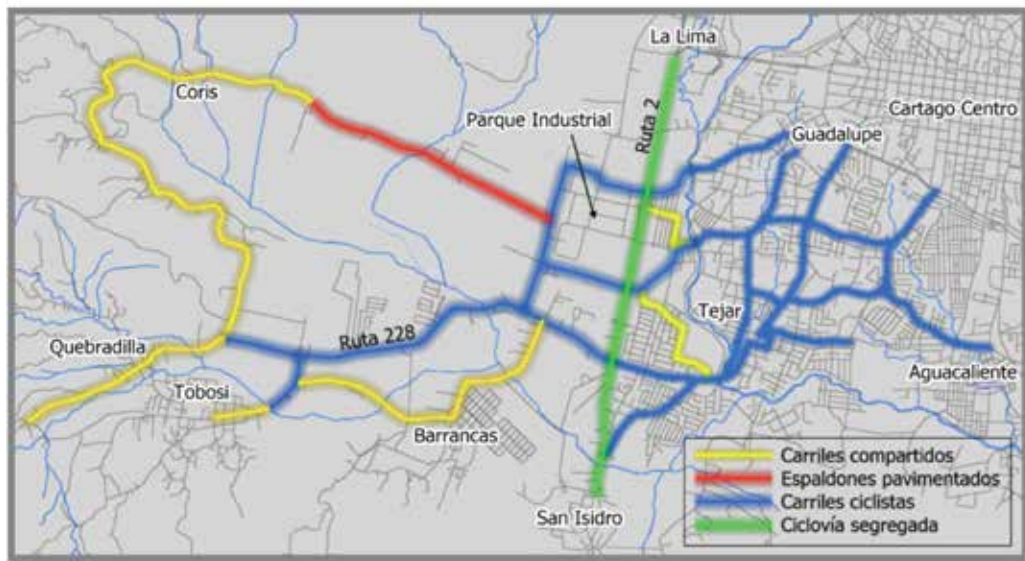 La Lima
Coris
Cartago Centro
Parque Industrial
Ruta 2
Guadalupe
Ruta 228
Tejar
Quebradilla
Aguacaliente
Tobosi
Barrancas
San Isidro
Carriles compartidos
Espaldones pavimentados
Carriles ciclistas
Ciclovía segregada